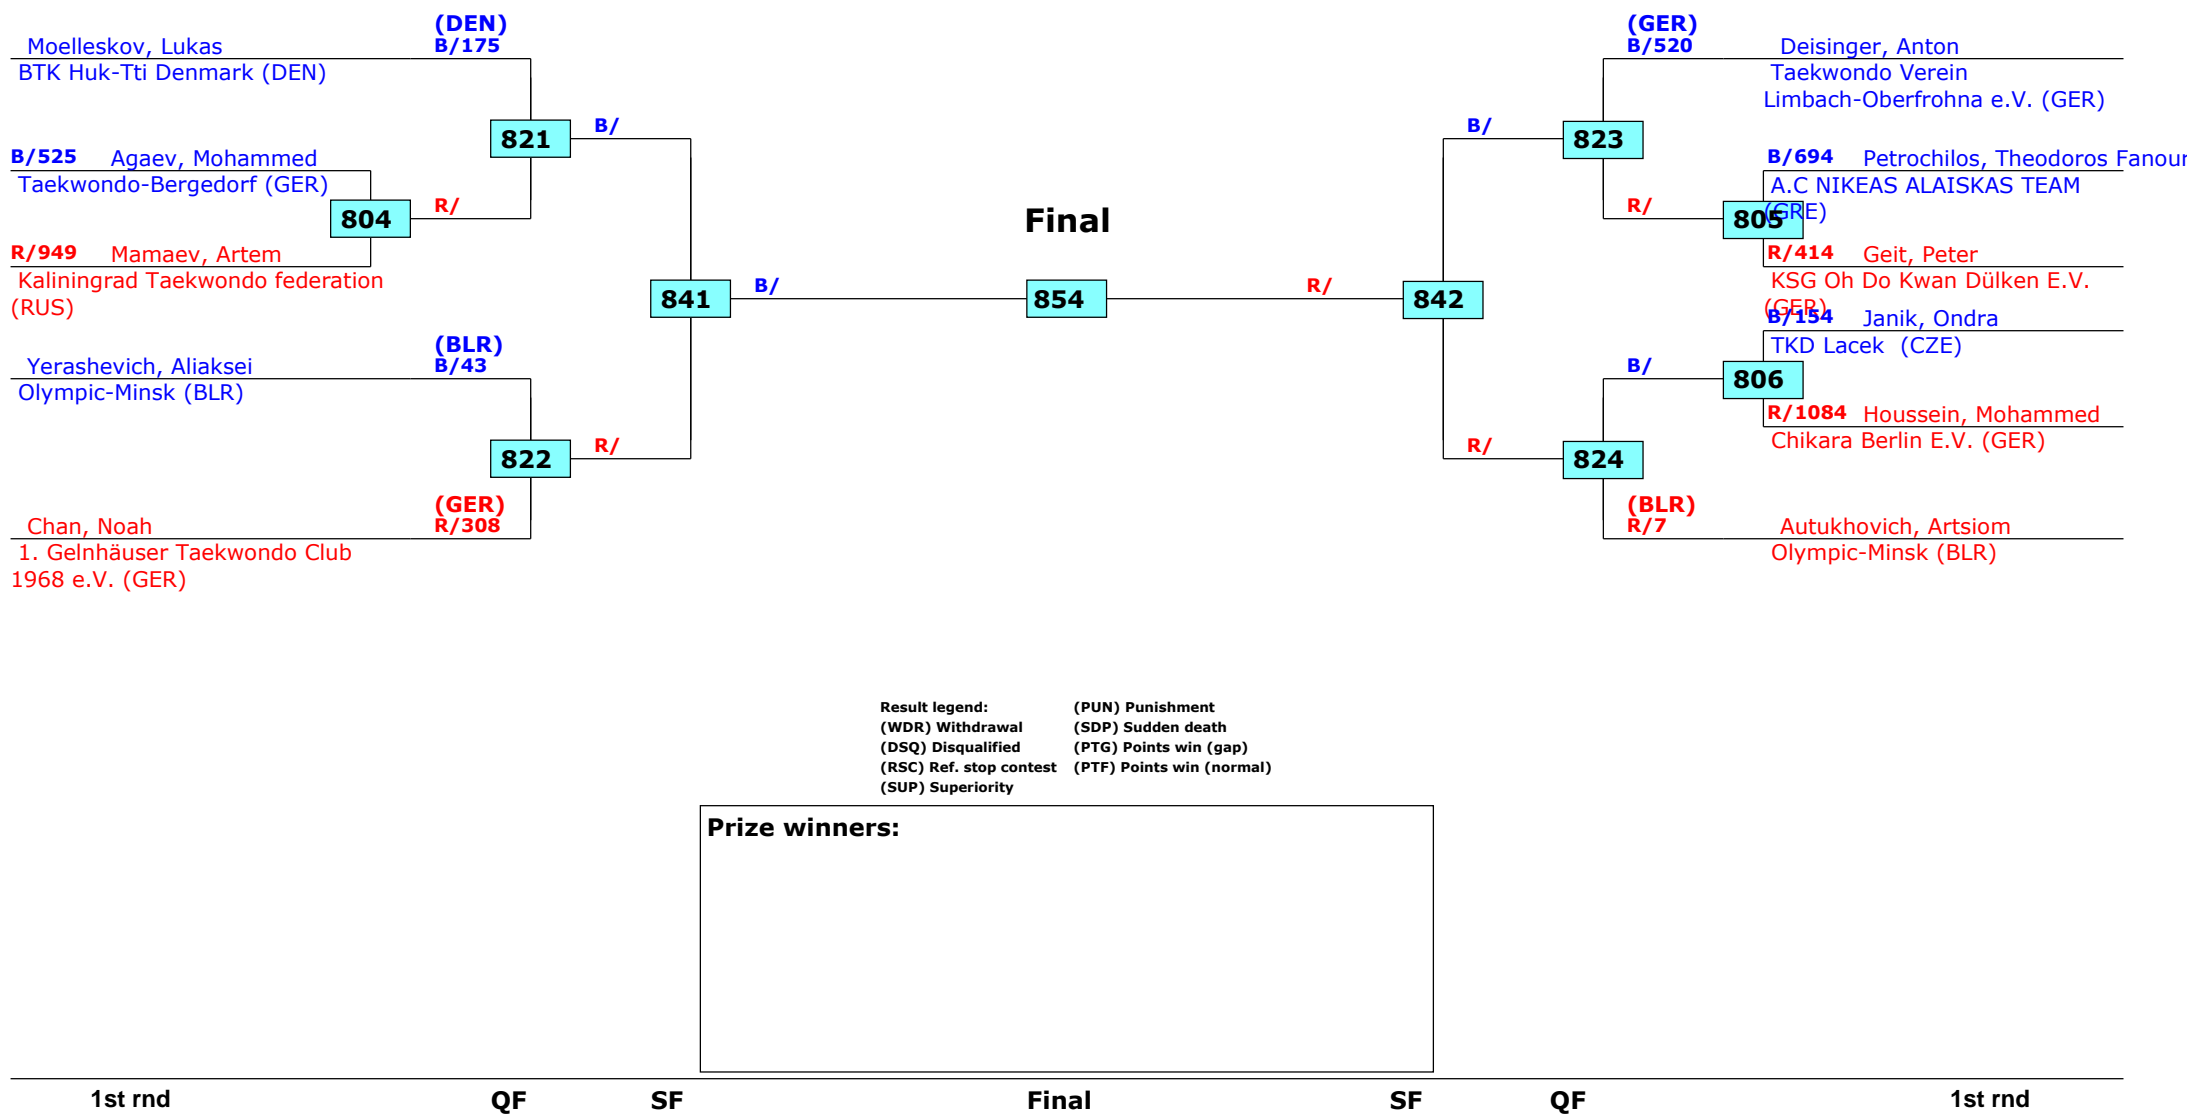 (DEN)
Moelleskov, Lukas B/175
BTK Huk-Tti Denmark (DEN)
821
B/
B/525 Agaev, Mohammed
Taekwondo-Bergedorf (GER)
804
R/
R/949 Mamaev, Artem
Kaliningrad Taekwondo federation
(RUS)
841
B/
(BLR)
Yerashevich, Aliaksei B/43
Olympic-Minsk (BLR)
822
R/
(GER)
Chan, Noah R/308
1. Gelnhäuser Taekwondo Club
1968 e.V. (GER)
Final
854
(GER)
B/520 Deisinger, Anton
Taekwondo Verein
Limbach-Oberfrohna e.V. (GER)
B/
823
B/694 Petrochilos, Theodoros Fanour
A.C NIKEAS ALAISKAS TEAM
(GRE)
R/
805
R/414 Geit, Peter
KSG Oh Do Kwan Dülken E.V.
(GER)
R/
842
B/154 Janik, Ondra
TKD Lacek (CZE)
B/
806
R/1084 Houssein, Mohammed
Chikara Berlin E.V. (GER)
R/
824
(BLR)
R/7 Autukhovich, Artsiom
Olympic-Minsk (BLR)
Result legend: (PUN) Punishment
(WDR) Withdrawal (SDP) Sudden death
(DSQ) Disqualified (PTG) Points win (gap)
(RSC) Ref. stop contest (PTF) Points win (normal)
(SUP) Superiority
Prize winners:
1st rnd QF SF Final SF QF 1st rnd